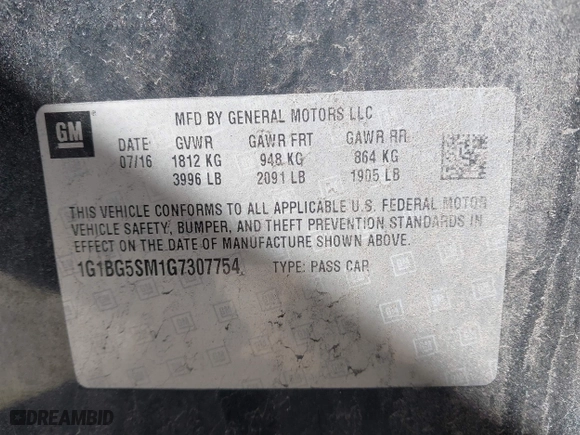 GM
MFD BY GENERAL MOTORS LLC
DATE GVWR GAWR FRT GAWR RR
07/16 1812 KG 948 KG 864 KG
3996 LB 2091 LB 1905 LB
THIS VEHICLE CONFORMS TO ALL APPLICABLE U.S. FEDERAL MOTOR
VEHICLE SAFETY, BUMPER, AND THEFT PREVENTION STANDARDS IN
EFFECT ON THE DATE OF MANUFACTURE SHOWN ABOVE.
1G1BG5SM1G7307754 TYPE: PASS CAR
DREAMBID